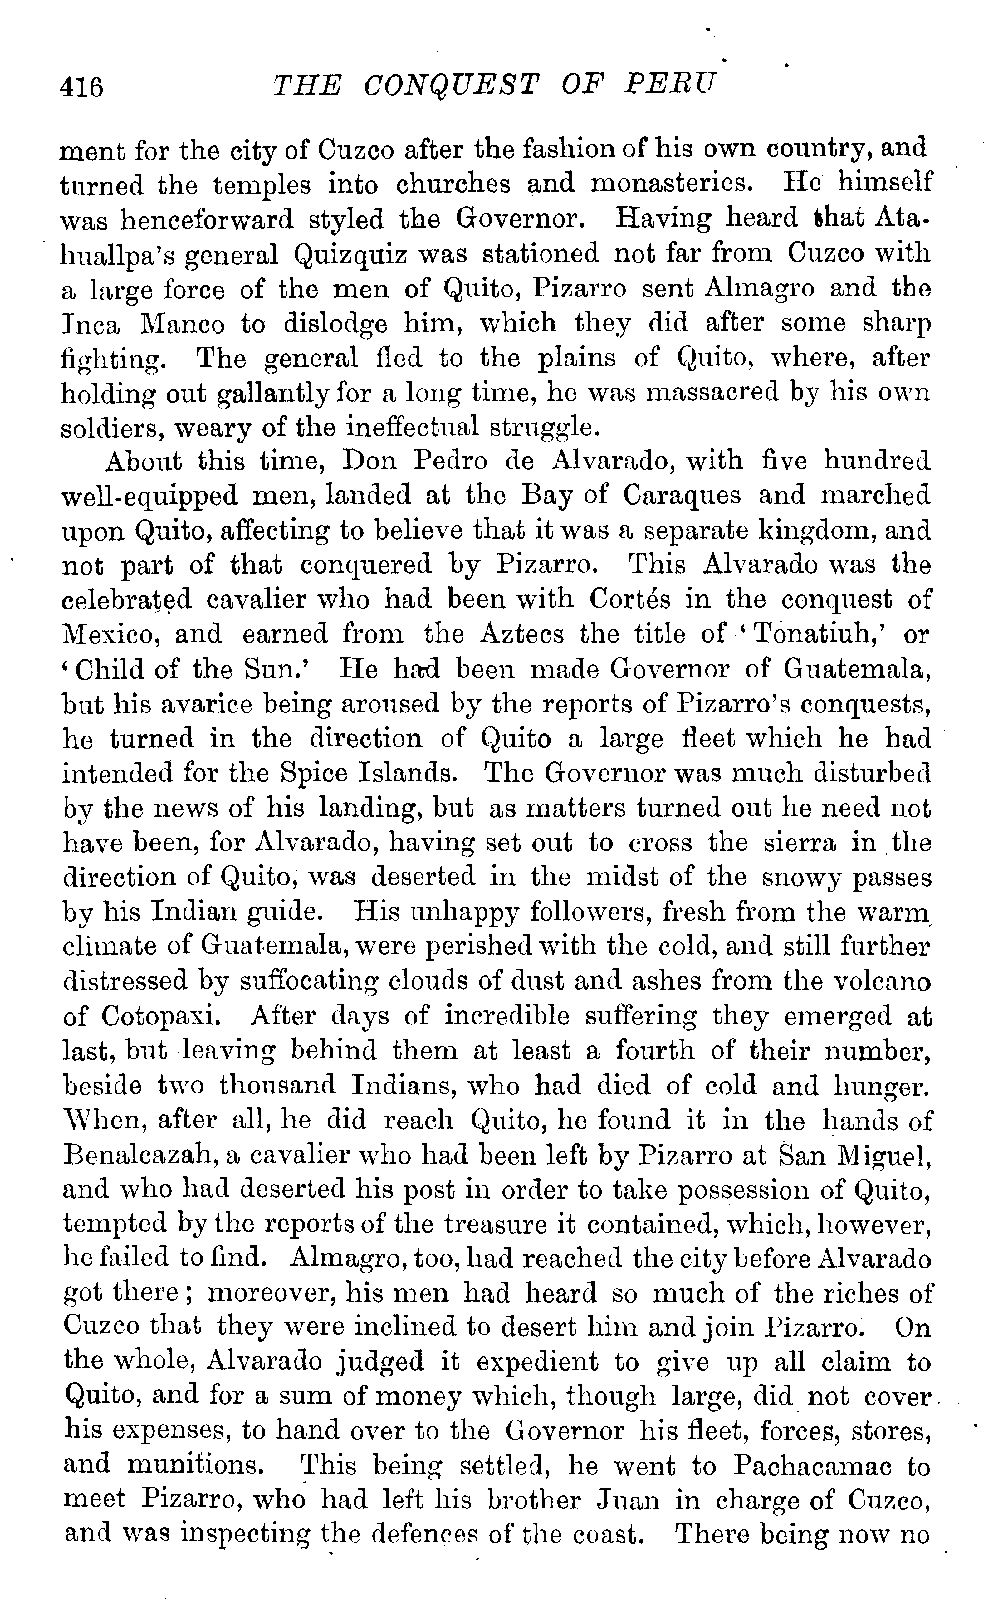 416 THE CONQUEST OF PERU
ment for the city of Cuzco after the fashion of his own country, and
turned the temples into churches and monasteries. He himself
was henceforward styled the Governor. Having heard that Ata-
huallpa's general Quizquiz was stationed not far from Cuzco with
a large force of the men of Quito, Pizarro sent Almagro and the
Inca Manco to dislodge him, which they did after some sharp
fighting. The general fled to the plains of Quito, where, after
holding out gallantly for a long time, he was massacred by his own
soldiers, weary of the ineffectual struggle.
About this time, Don Pedro de Alvarado, with five hundred
well-equipped men, landed at the Bay of Caraques and marched
upon Quito, affecting to believe that it was a separate kingdom, and
not part of that conquered by Pizarro. This Alvarado was the
celebrated cavalier who had been with Cortés in the conquest of
Mexico, and earned from the Aztecs the title of 'Tonatiuh,' or
'Child of the Sun.' He had been made Governor of Guatemala,
but his avarice being aroused by the reports of Pizarro's conquests,
he turned in the direction of Quito a large fleet which he had
intended for the Spice Islands. The Governor was much disturbed
by the news of his landing, but as matters turned out he need not
have been, for Alvarado, having set out to cross the sierra in the
direction of Quito, was deserted in the midst of the snowy passes
by his Indian guide. His unhappy followers, fresh from the warm
climate of Guatemala, were perished with the cold, and still further
distressed by suffocating clouds of dust and ashes from the volcano
of Cotopaxi. After days of incredible suffering they emerged at
last, but leaving behind them at least a fourth of their number,
beside two thousand Indians, who had died of cold and hunger.
When, after all, he did reach Quito, he found it in the hands of
Benalcazah, a cavalier who had been left by Pizarro at San Miguel,
and who had deserted his post in order to take possession of Quito,
tempted by the reports of the treasure it contained, which, however,
he failed to find. Almagro, too, had reached the city before Alvarado
got there; moreover, his men had heard so much of the riches of
Cuzco that they were inclined to desert him and join Pizarro. On
the whole, Alvarado judged it expedient to give up all claim to
Quito, and for a sum of money which, though large, did not cover
his expenses, to hand over to the Governor his fleet, forces, stores,
and munitions. This being settled, he went to Pachacamac to
meet Pizarro, who had left his brother Juan in charge of Cuzco,
and was inspecting the defences of the coast. There being now no